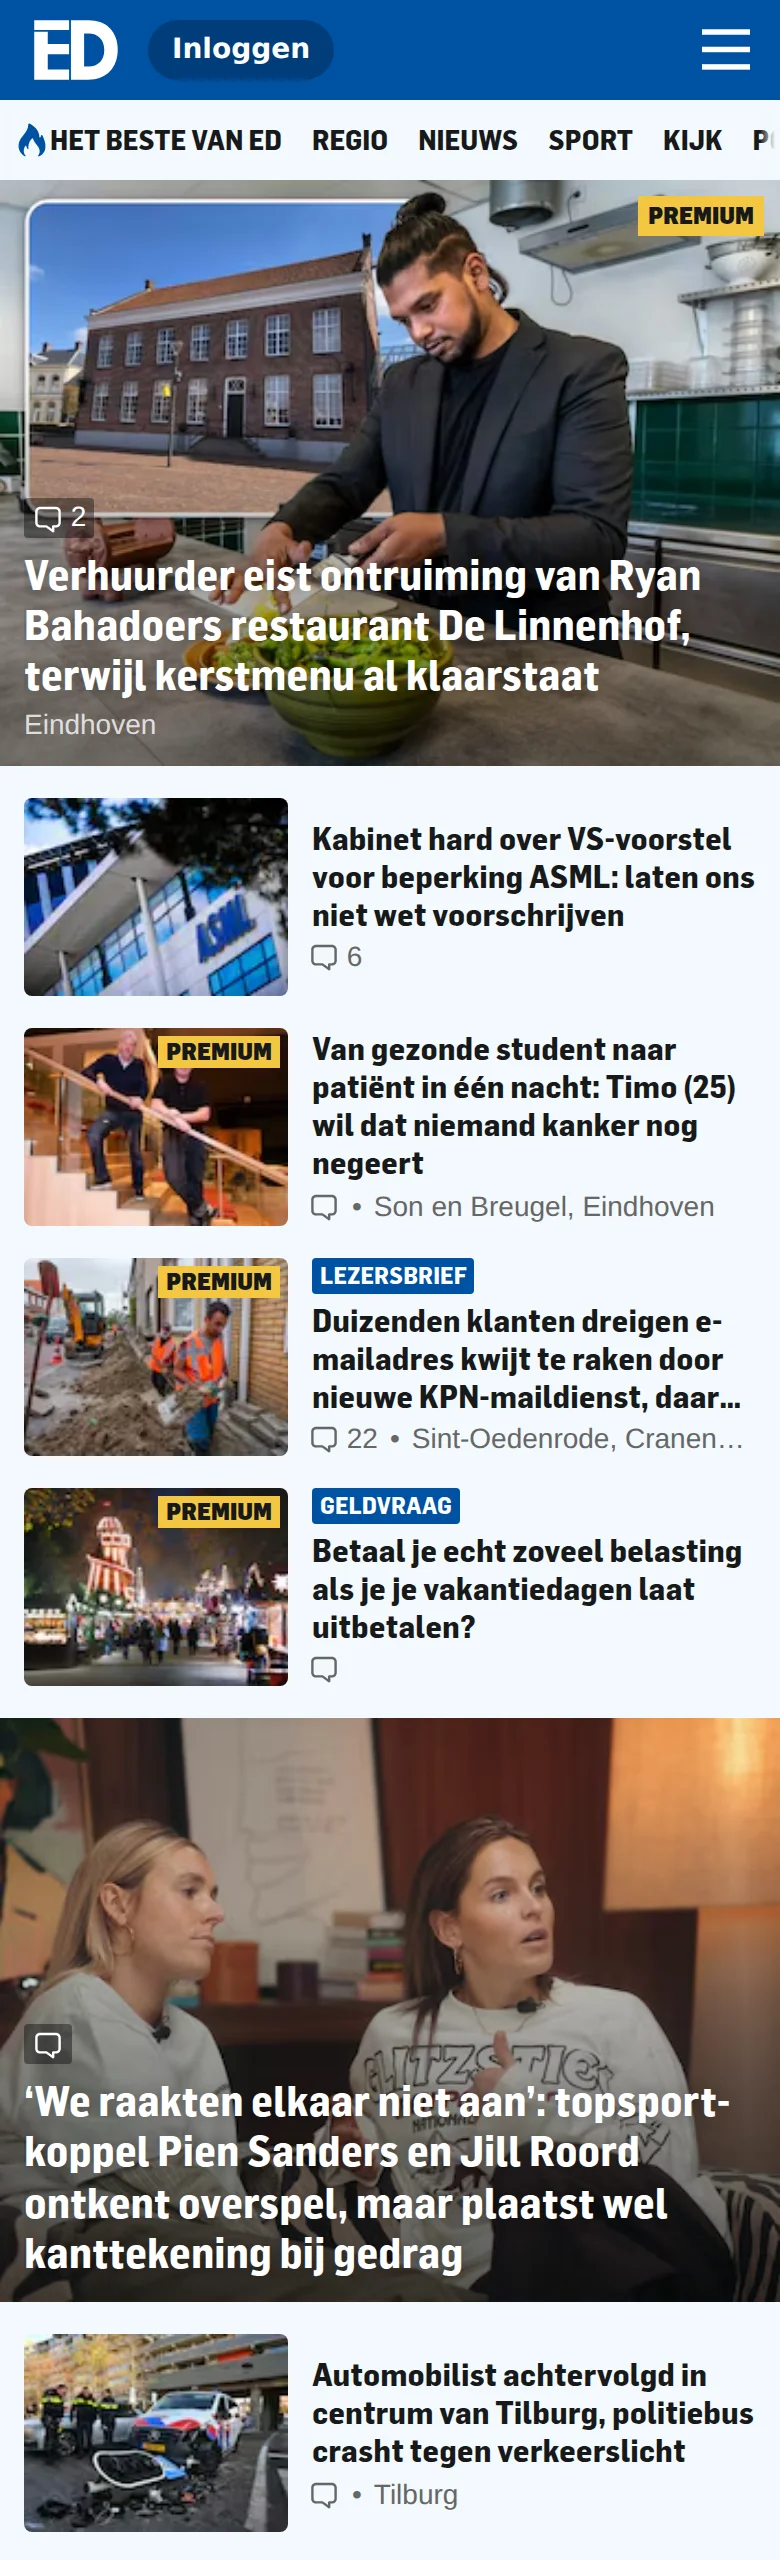 ED
Inloggen
HET BESTE VAN ED
REGIO
NIEUWS
SPORT
KIJK
PREMIUM
2
Verhuurder eist ontruiming van Ryan
Bahadoers restaurant De Linnenhof,
terwijl kerstmenu al klaarstaat
Eindhoven
ASML
Kabinet hard over VS-voorstel
voor beperking ASML: laten ons
niet wet voorschrijven
6
PREMIUM
Van gezonde student naar
patiënt in één nacht: Timo (25)
wil dat niemand kanker nog
negeert
• Son en Breugel, Eindhoven
PREMIUM
LEZERSBRIEF
Duizenden klanten dreigen e-
mailadres kwijt te raken door
nieuwe KPN-maildienst, daar...
22 • Sint-Oedenrode, Cranen...
PREMIUM
GELDVRAAG
Betaal je echt zoveel belasting
als je je vakantiedagen laat
uitbetalen?
‘We raakten elkaar niet aan’: topsport-
koppel Pien Sanders en Jill Roord
ontkent overspel, maar plaatst wel
kanttekening bij gedrag
Automobilist achtervolgd in
centrum van Tilburg, politiebus
crasht tegen verkeerslicht
• Tilburg